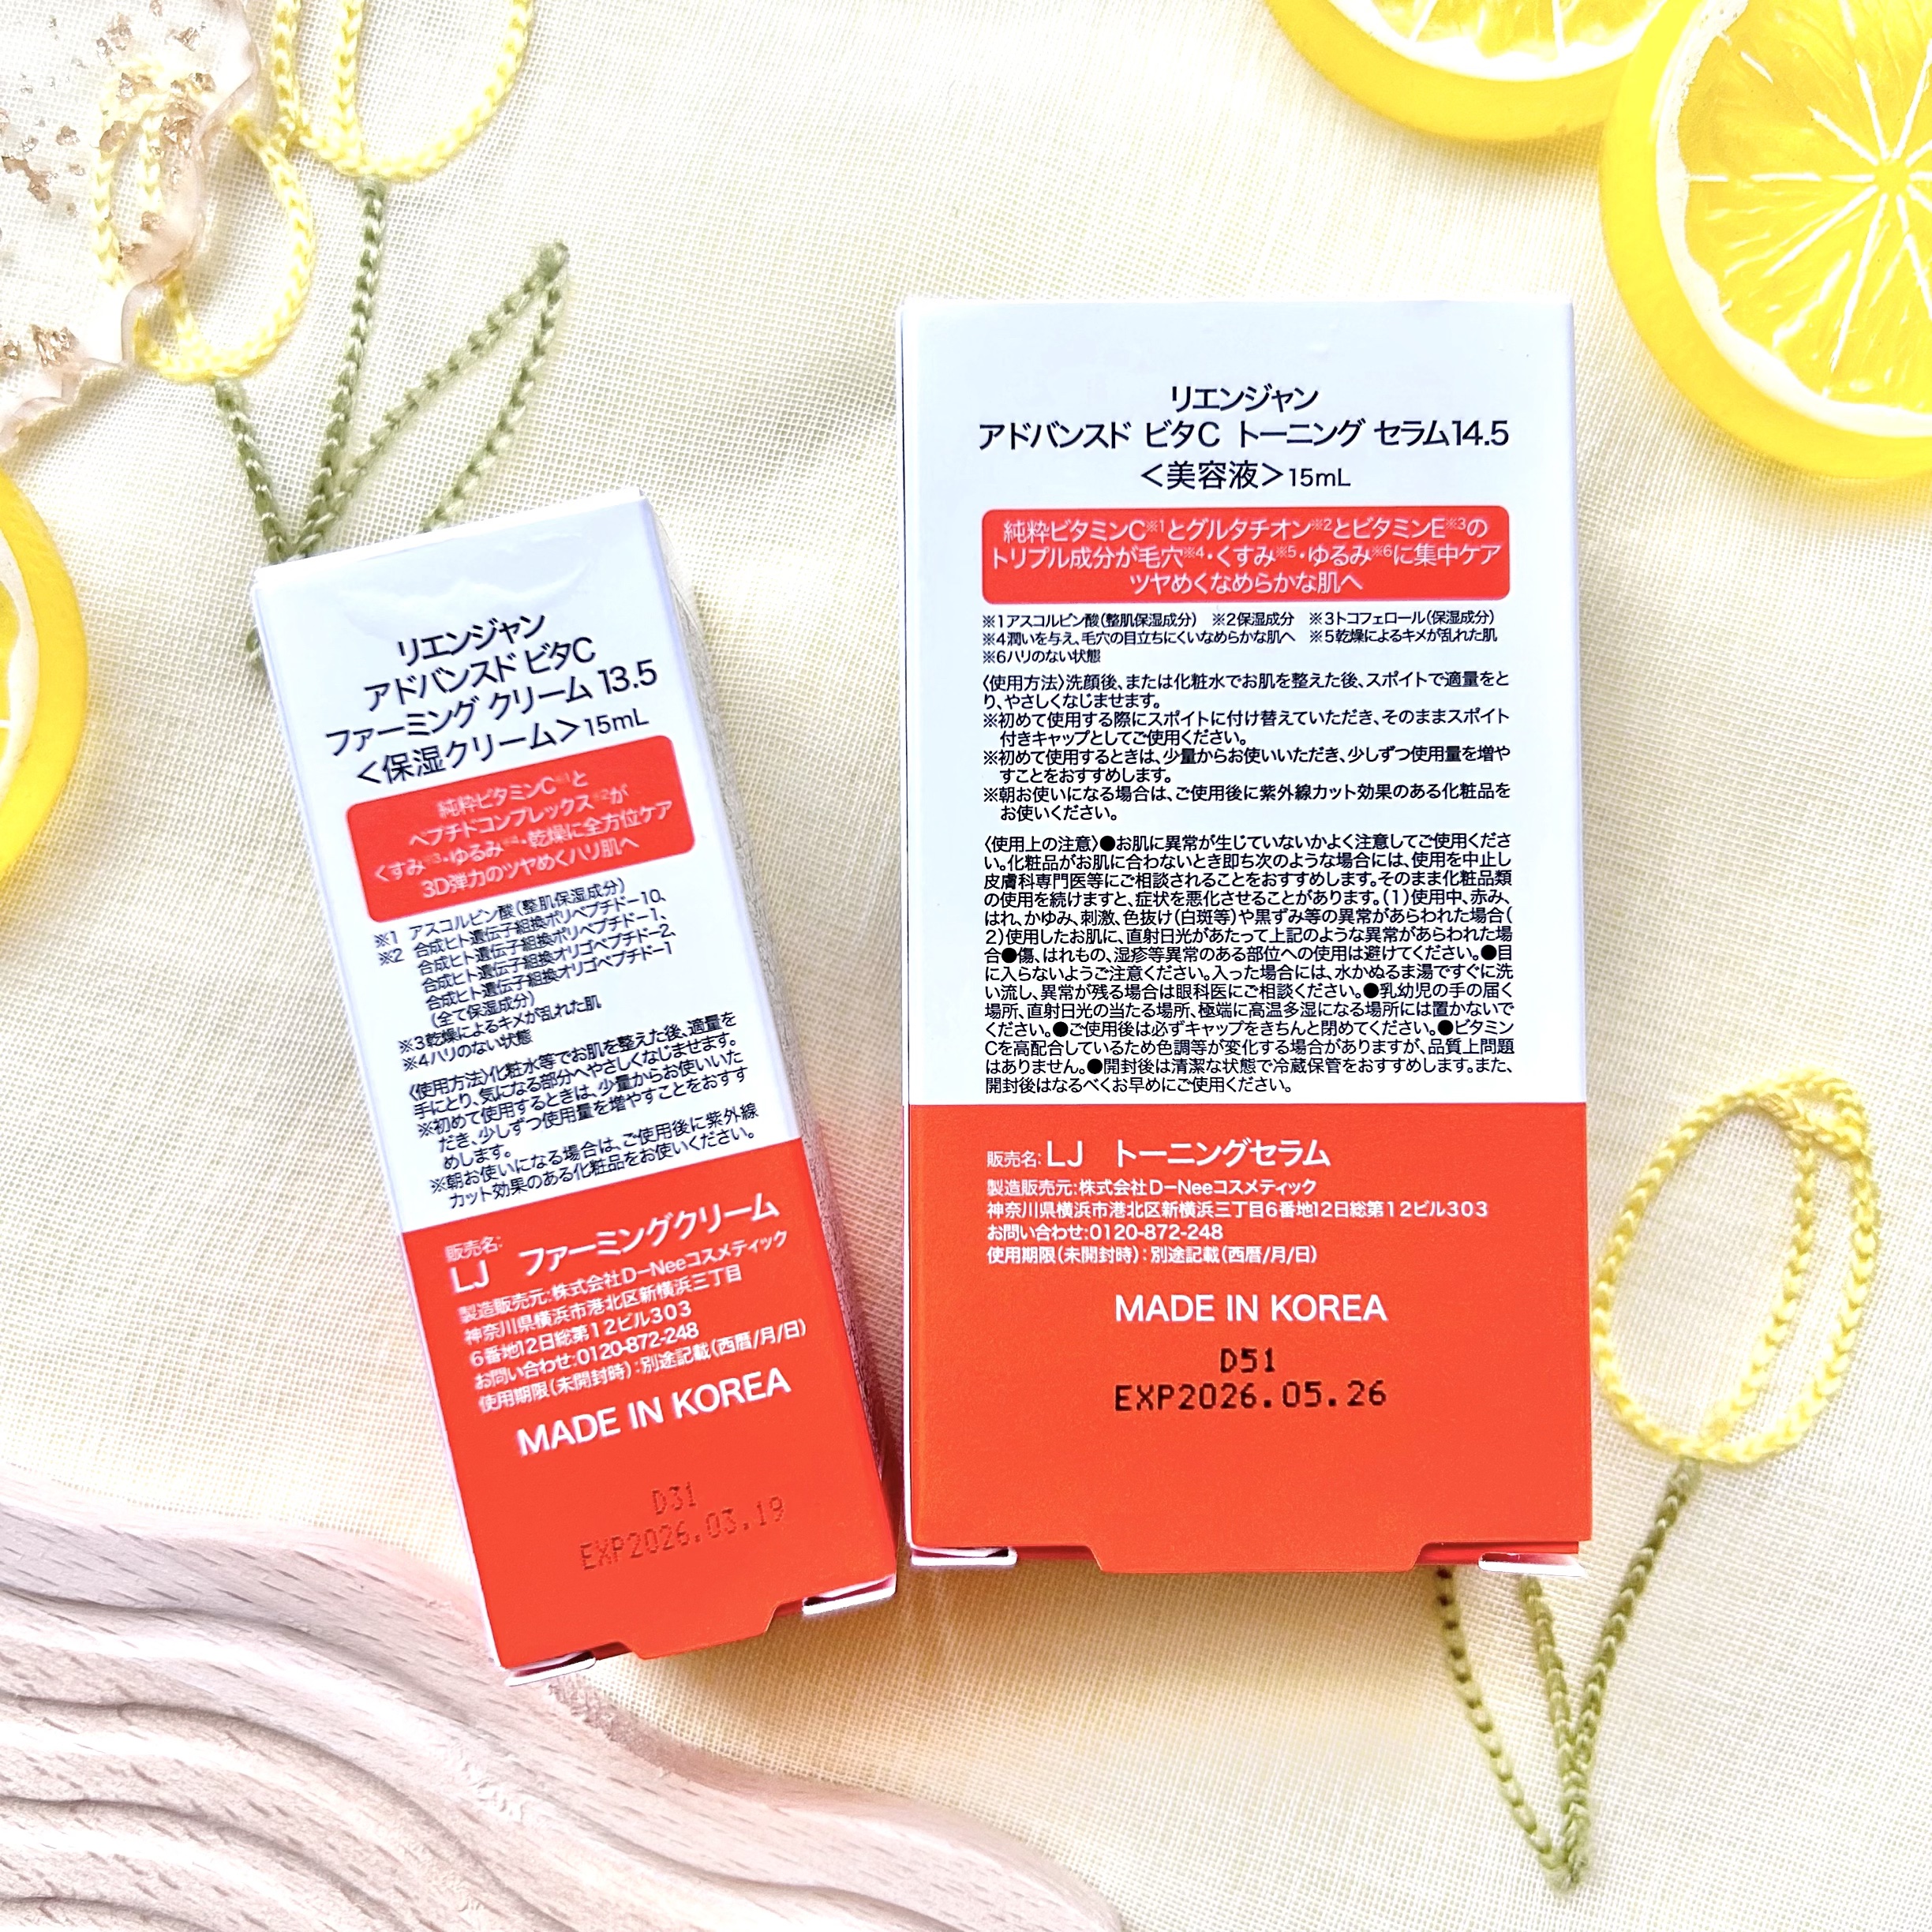 リエンジャン
アドバンスド ビタC
ファーミング クリーム 13.5
＜保湿クリーム＞15mL
純粋ビタミンC※1と
ペプチドコンプレックス※2が
くすみ※3・ゆるみ※4・乾燥に全方位ケア
3D弾力のツヤめくハリ肌へ
※1 アスコルビン酸（整肌保湿成分）
※2 合成ヒト遺伝子組換ポリペプチド−10、
合成ヒト遺伝子組換ポリペプチド−1、
合成ヒト遺伝子組換オリゴペプチド−2、
合成ヒト遺伝子組換オリゴペプチド−1
（全て保湿成分）
※3乾燥によるキメが乱れた肌
※4ハリのない状態
〈使用方法〉化粧水等でお肌を整えた後、適量を
手にとり、気になる部分へやさしくなじませます。
※初めて使用するときは、少量からお使いいた
だき、少しずつ使用量を増やすことをおすす
めします。
※朝お使いになる場合は、ご使用後に紫外線
カット効果のある化粧品をお使いください。
販売名:
LJ ファーミングクリーム
製造販売元:株式会社D−Neeコスメティック
神奈川県横浜市港北区新横浜三丁目
6番地12日総第12ビル303
お問い合わせ:0120-872-248
使用期限（未開封時）:別途記載（西暦/月/日）
MADE IN KOREA
D31
EXP2026.03.19
リエンジャン
アドバンスド ビタC トーニング セラム14.5
＜美容液＞15mL
純粋ビタミンC※1とグルタチオン※2とビタミンE※3の
トリプル成分が毛穴※4・くすみ※5・ゆるみ※6に集中ケア
ツヤめくなめらかな肌へ
※1アスコルビン酸（整肌保湿成分） ※2保湿成分 ※3トコフェロール（保湿成分）
※4潤いを与え、毛穴の目立ちにくいなめらかな肌へ ※5乾燥によるキメが乱れた肌
※6ハリのない状態
〈使用方法〉洗顔後、または化粧水でお肌を整えた後、スポイトで適量をと
り、やさしくなじませます。
※初めて使用する際にスポイトに付け替えていただき、そのままスポイト
付きキャップとしてご使用ください。
※初めて使用するときは、少量からお使いいただき、少しずつ使用量を増や
すことをおすすめします。
※朝お使いになる場合は、ご使用後に紫外線カット効果のある化粧品を
お使いください。
〈使用上の注意〉●お肌に異常が生じていないかよく注意してご使用くださ
い。化粧品がお肌に合わないとき即ち次のような場合には、使用を中止し
皮膚科専門医等にご相談されることをおすすめします。そのまま化粧品類
の使用を続けますと、症状を悪化させることがあります。（1）使用中、赤み、
はれ、かゆみ、刺激、色抜け（白斑等）や黒ずみ等の異常があらわれた場合（
2）使用したお肌に、直射日光があたって上記のような異常があらわれた場
合●傷、はれもの、湿疹等異常のある部位への使用は避けてください。●目
に入らないようご注意ください。入った場合には、水かぬるま湯ですぐに洗
い流し、異常が残る場合は眼科医にご相談ください。●乳幼児の手の届く
場所、直射日光の当たる場所、極端に高温多湿になる場所には置かないで
ください。●ご使用後は必ずキャップをきちんと閉めてください。●ビタミン
Cを高配合しているため色調等が変化する場合がありますが、品質上問題
はありません。●開封後は清潔な状態で冷蔵保管をおすすめします。また、
開封後はなるべくお早めにご使用ください。
販売名:LJ トーニングセラム
製造販売元:株式会社D−Neeコスメティック
神奈川県横浜市港北区新横浜三丁目6番地12日総第12ビル303
お問い合わせ:0120-872-248
使用期限（未開封時）:別途記載（西暦/月/日）
MADE IN KOREA
D51
EXP2026.05.26